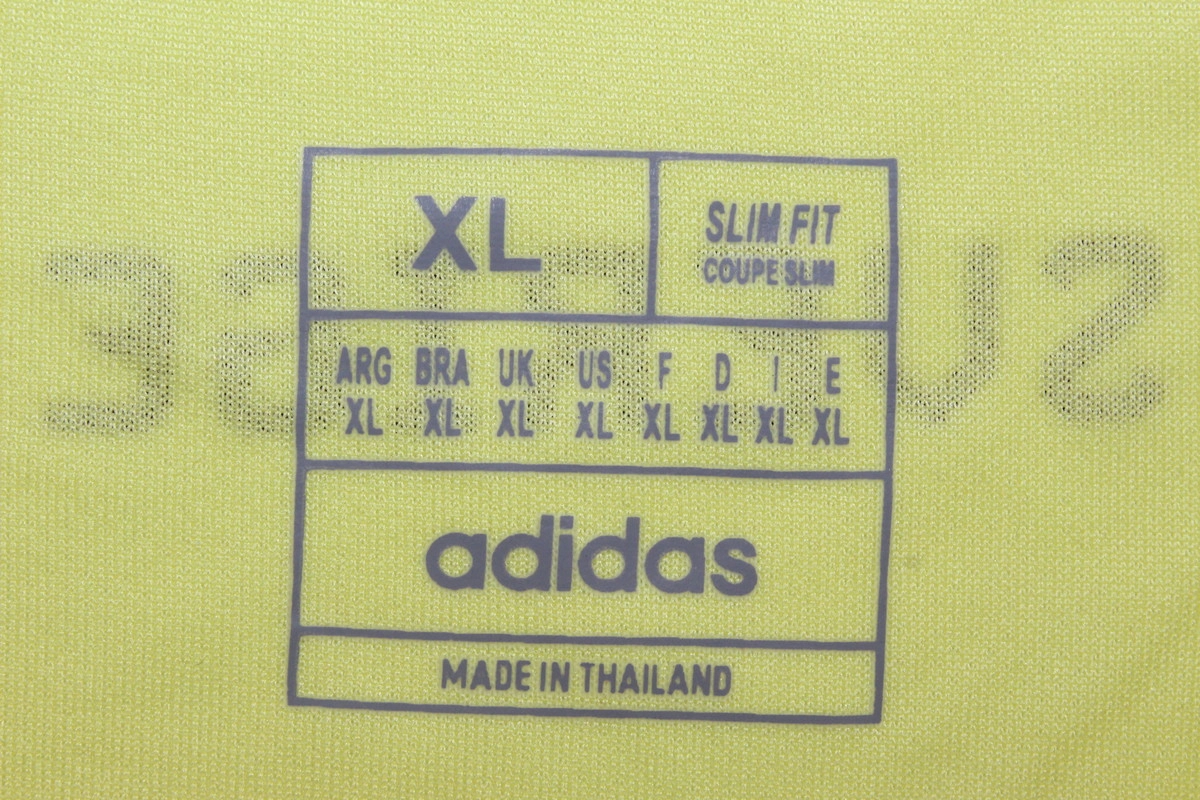 XL
SLIM FIT
COUPE SLIM
ARG BRA UK US F D I E
XL XL XL XL XL XL XL XL
adidas
MADE IN THAILAND